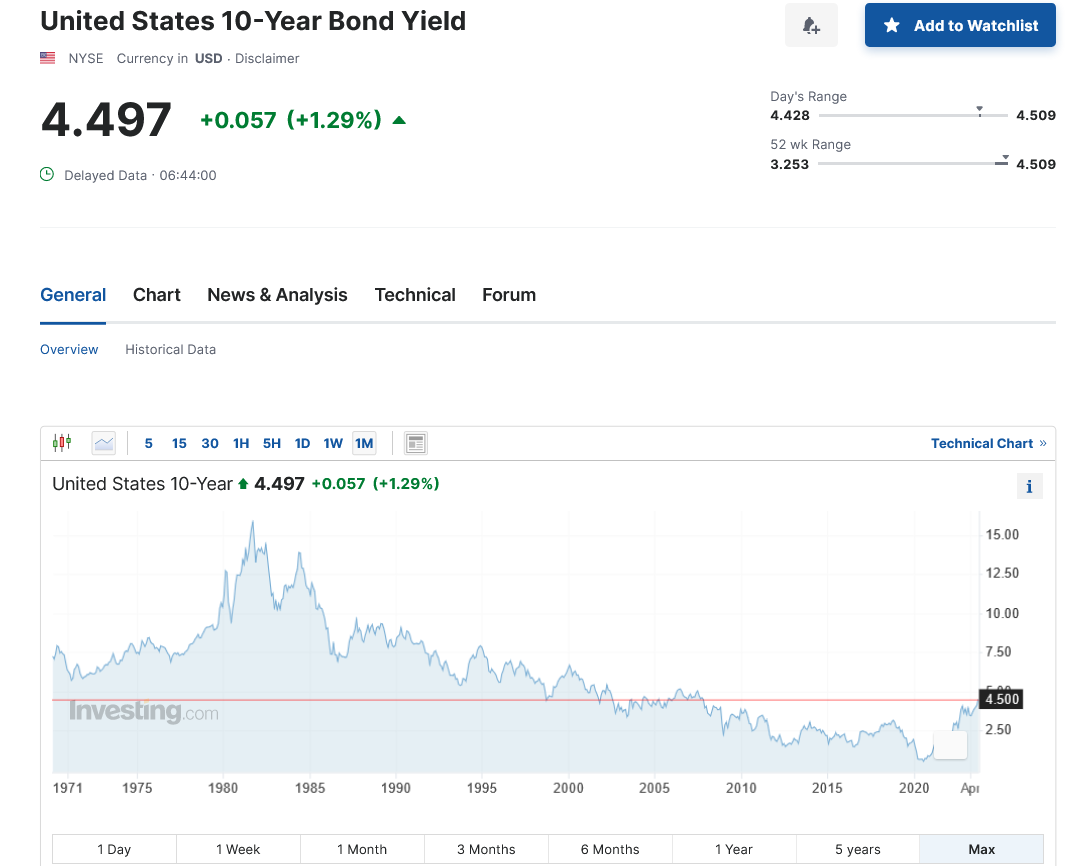 United States 10-Year Bond Yield
Add to Watchlist
NYSE Currency in USD · Disclaimer
4.497 +0.057 (+1.29%)
Day's Range
4.428 4.509
52 wk Range
3.253 4.509
Delayed Data · 06:44:00
General Chart News & Analysis Technical Forum
Overview Historical Data
5 15 30 1H 5H 1D 1W 1M Technical Chart »
United States 10-Year 4.497 +0.057 (+1.29%)
i
15.00
12.50
10.00
7.50
5.00
4.500
Investing.com
2.50
1971 1975 1980 1985 1990 1995 2000 2005 2010 2015 2020 Apr
1 Day 1 Week 1 Month 3 Months 6 Months 1 Year 5 years Max